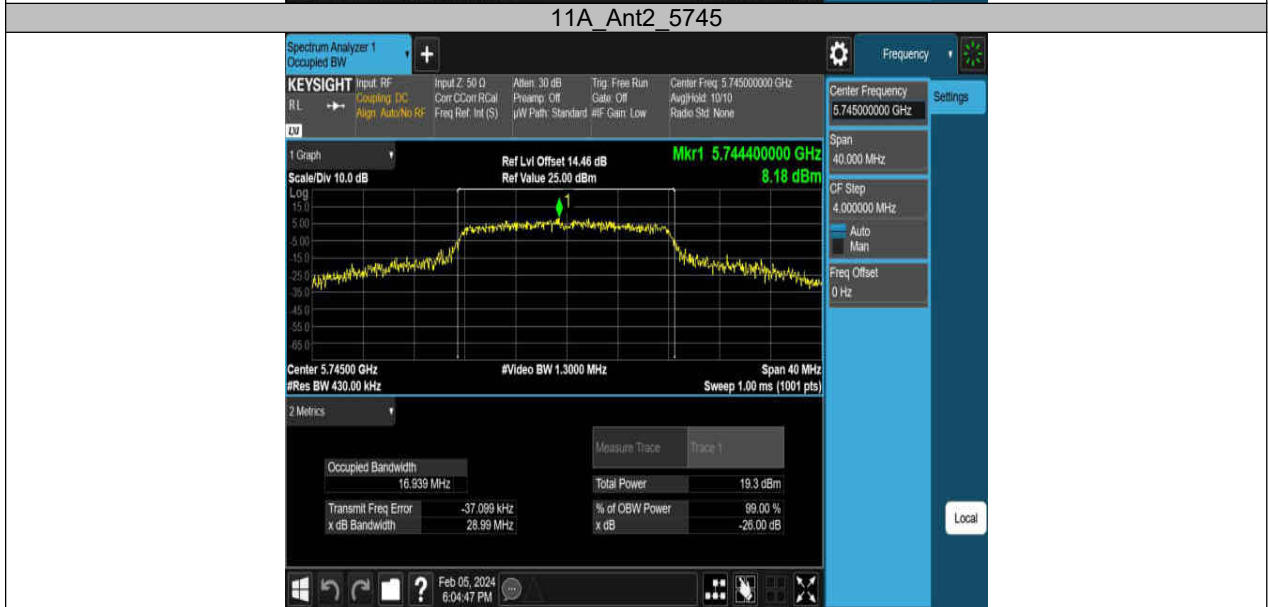 11A_Ant2_5745
Spectrum Analyzer 1
Occupied BW
+
Frequency
KEYSIGHT
RL
LXI
Input: RF
Coupling: DC
Align: Auto/No RF
Input Z: 50 Ω
Corr CCorr RCal
Freq Ref: Int (S)
Atten: 30 dB
Preamp: Off
µW Path: Standard
Trig: Free Run
Gate: Off
#IF Gain: Low
Center Freq: 5.745000000 GHz
Avg|Hold: 10/10
Radio Std: None
Center Frequency
5.745000000 GHz
Settings
Span
40.000 MHz
CF Step
4.000000 MHz
Auto
Man
Freq Offset
0 Hz
Local
1 Graph
Scale/Div 10.0 dB
Ref Lvl Offset 14.46 dB
Ref Value 25.00 dBm
Mkr1 5.744400000 GHz
8.18 dBm
Log
15.0
5.00
-5.00
-15.0
-25.0
-35.0
-45.0
-55.0
-65.0
1
Center 5.74500 GHz
#Video BW 1.3000 MHz
Span 40 MHz
#Res BW 430.00 kHz
Sweep 1.00 ms (1001 pts)
2 Metrics
Measure Trace
Trace 1
Occupied Bandwidth
16.939 MHz
Total Power
19.3 dBm
Transmit Freq Error
-37.099 kHz
% of OBW Power
99.00 %
x dB Bandwidth
28.99 MHz
x dB
-26.00 dB
?
Feb 05, 2024
6:04:47 PM